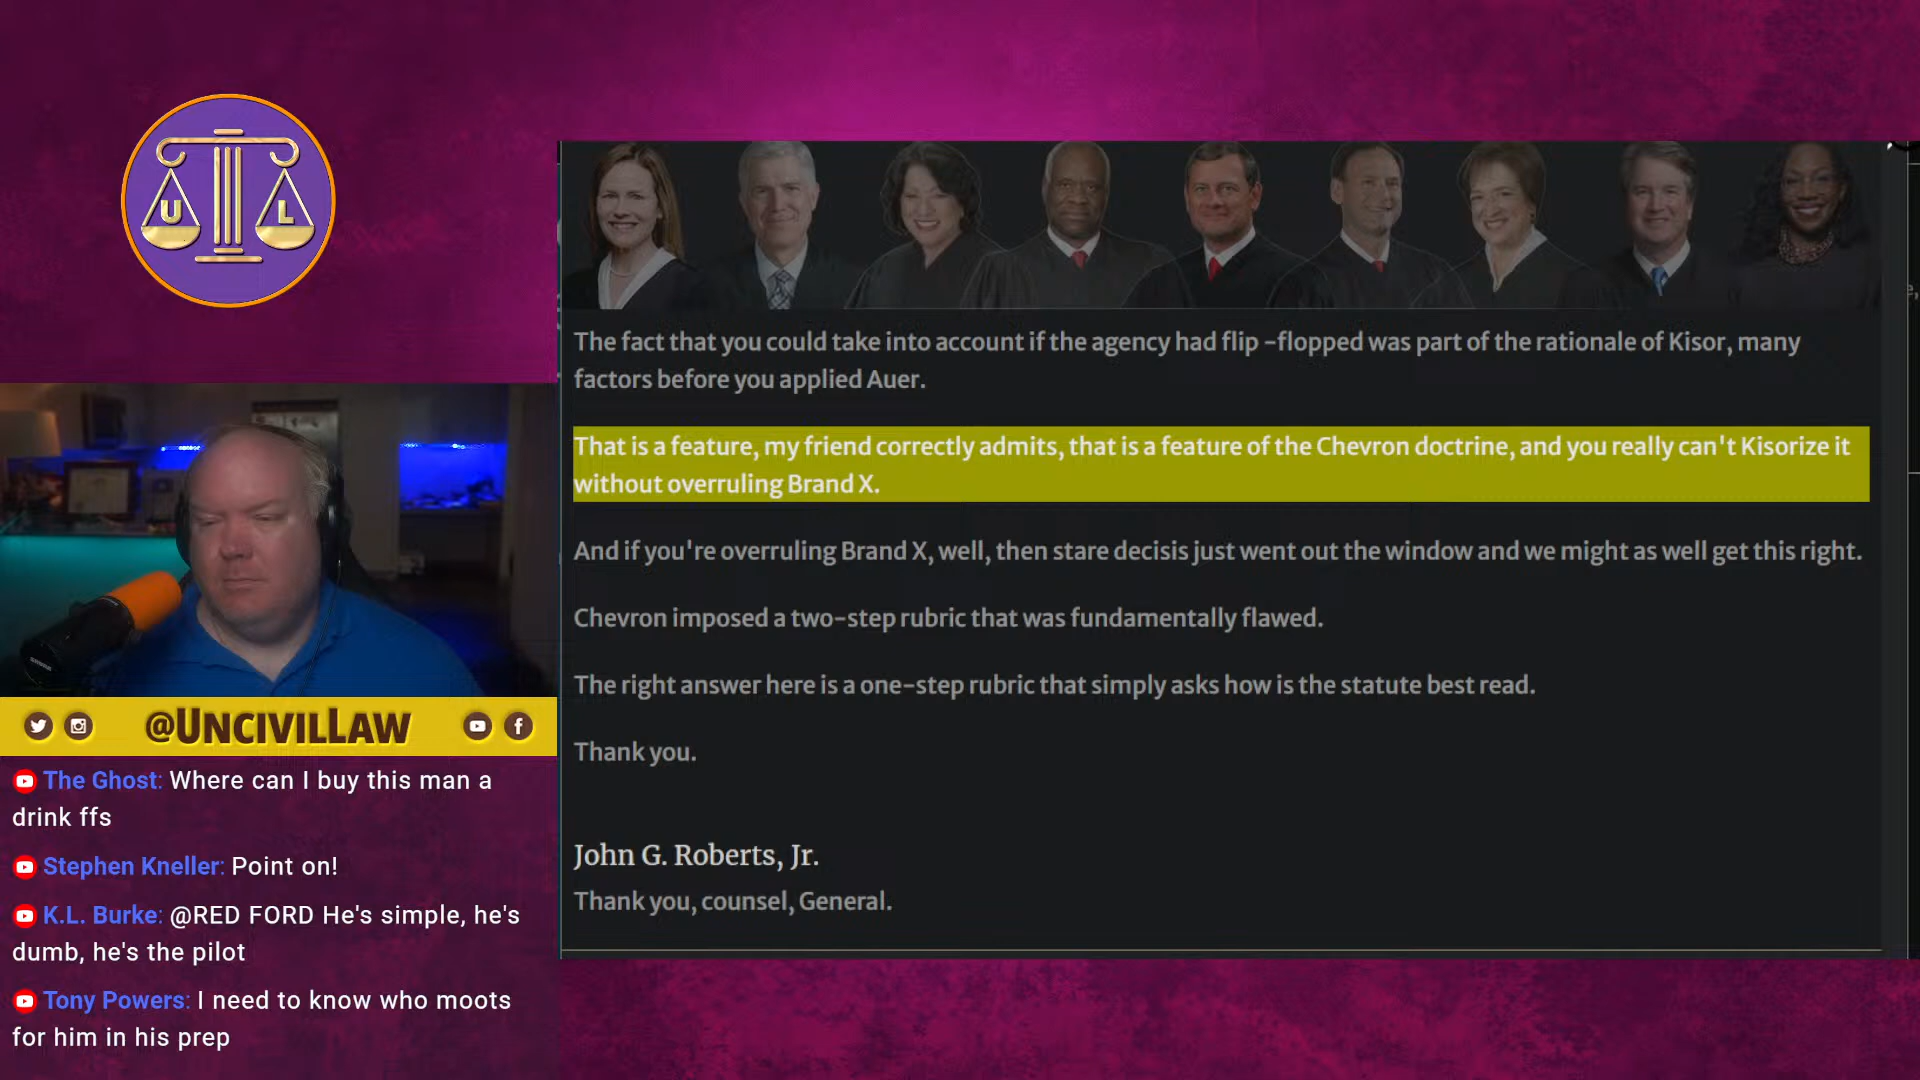 U L
The fact that you could take into account if the agency had flip -flopped was part of the rationale of Kisor, many
factors before you applied Auer.
That is a feature, my friend correctly admits, that is a feature of the Chevron doctrine, and you really can't Kisorize it
without overruling Brand X.
And if you're overruling Brand X, well, then stare decisis just went out the window and we might as well get this right.
Chevron imposed a two-step rubric that was fundamentally flawed.
The right answer here is a one-step rubric that simply asks how is the statute best read.
Thank you.
John G. Roberts, Jr.
Thank you, counsel, General.
@UNCIVILLAW
The Ghost: Where can I buy this man a
drink ffs
Stephen Kneller: Point on!
K.L. Burke: @RED FORD He's simple, he's
dumb, he's the pilot
Tony Powers: I need to know who moots
for him in his prep